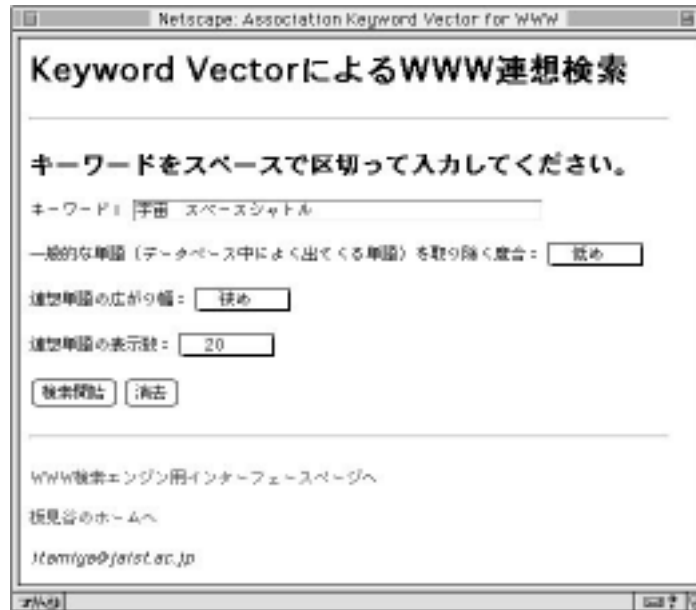 Netscape: Association Keyword Vector for WWW
Keyword VectorによるWWW連想検索
キーワードをスペースで区切って入力してください。
キーワード： 宇宙　スペースシャトル
一般的な単語（データベース中によく出てくる単語）を取り除く度合： 低め
連想単語の広がり幅： 狭め
連想単語の表示数： 20
検索開始 消去
WWW検索エンジン用インターフェースページへ
板見谷のホームへ
itamiya@jaist.ac.jp